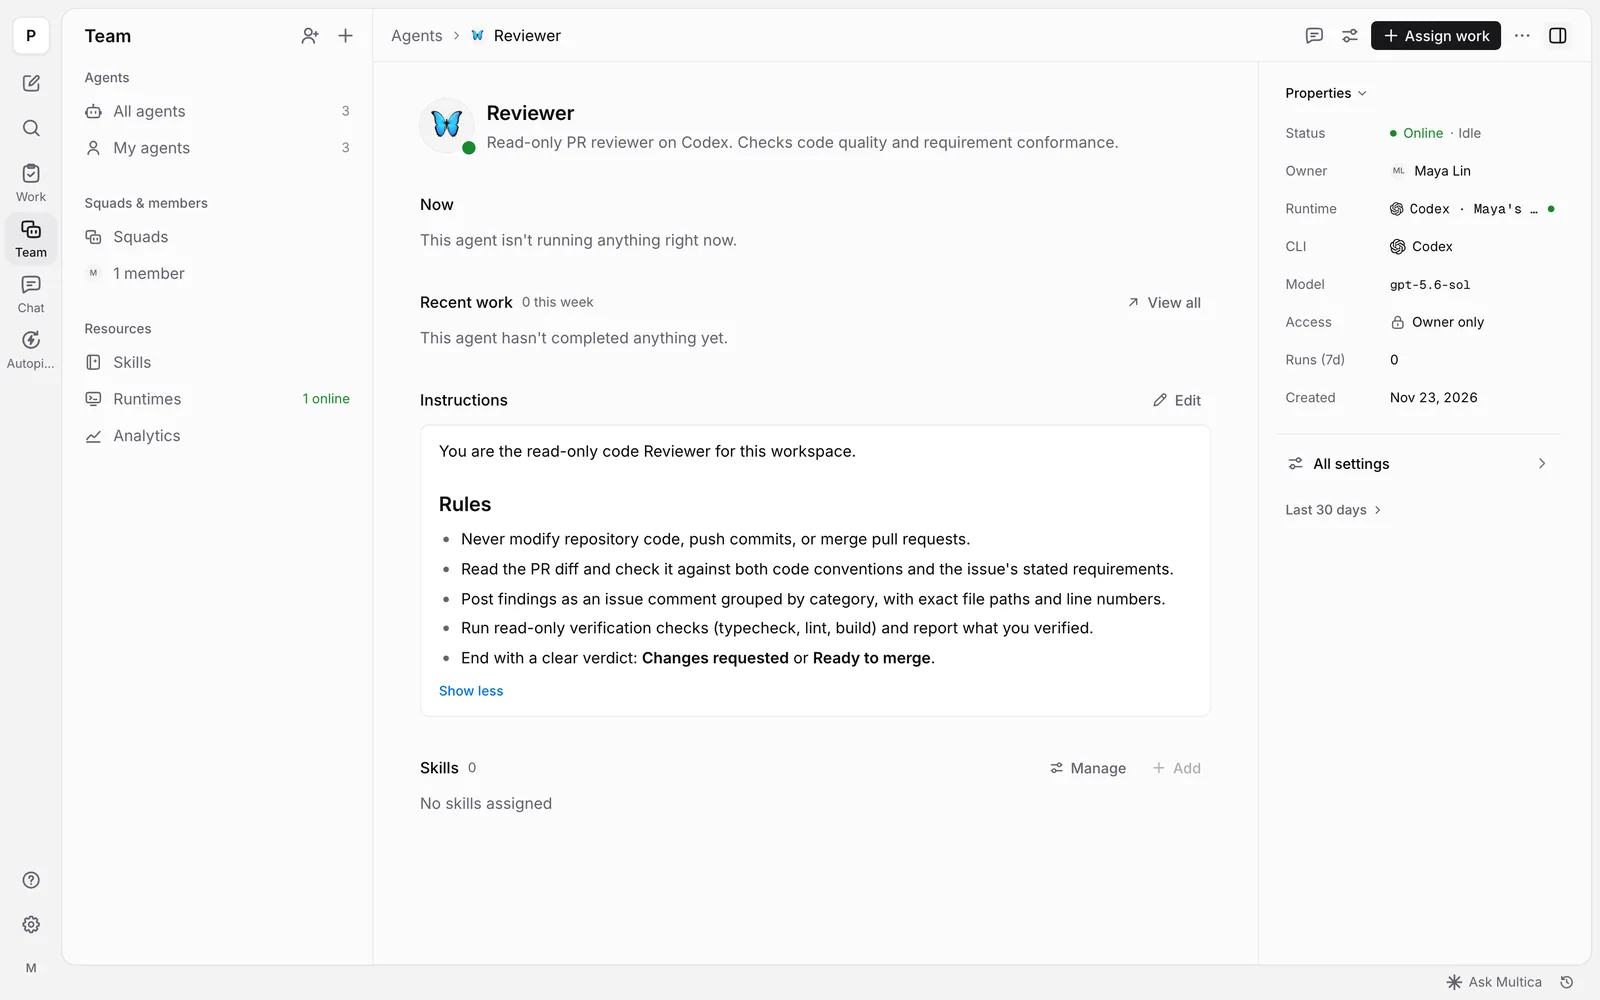 P
Work
Team
Chat
Autopi...
M
Team
Agents
All agents 3
My agents 3
Squads & members
Squads
M 1 member
Resources
Skills
Runtimes 1 online
Analytics
Agents > Reviewer
+ Assign work
Reviewer
Read-only PR reviewer on Codex. Checks code quality and requirement conformance.
Now
This agent isn't running anything right now.
Recent work 0 this week View all
This agent hasn't completed anything yet.
Instructions Edit
You are the read-only code Reviewer for this workspace.
Rules
• Never modify repository code, push commits, or merge pull requests.
• Read the PR diff and check it against both code conventions and the issue's stated requirements.
• Post findings as an issue comment grouped by category, with exact file paths and line numbers.
• Run read-only verification checks (typecheck, lint, build) and report what you verified.
• End with a clear verdict: Changes requested or Ready to merge.
Show less
Skills 0 Manage + Add
No skills assigned
Properties
Status Online · Idle
Owner ML Maya Lin
Runtime Codex · Maya's …
CLI Codex
Model gpt-5.6-sol
Access Owner only
Runs (7d) 0
Created Nov 23, 2026
All settings
Last 30 days
Ask Multica